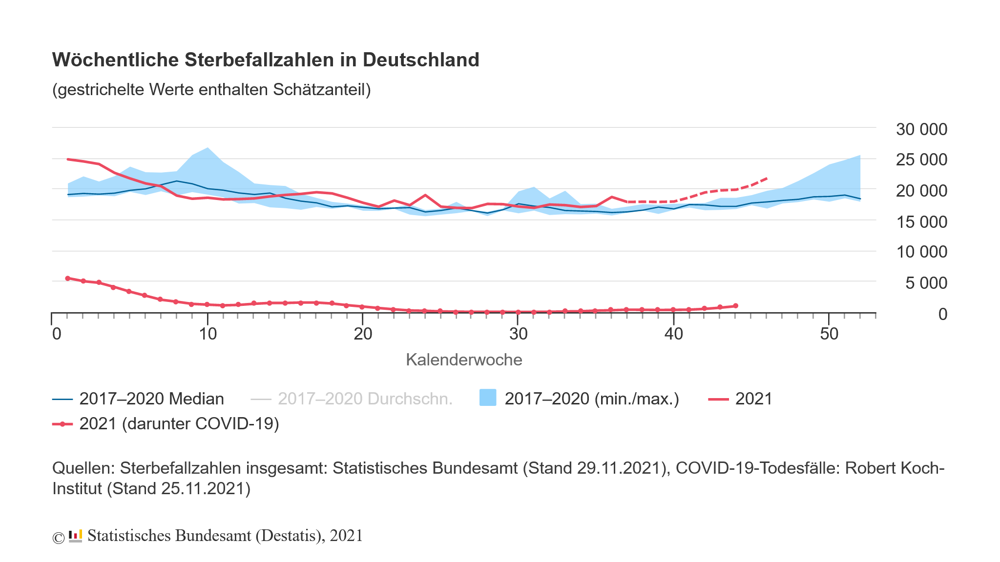 Wöchentliche Sterbefallzahlen in Deutschland
(gestrichelte Werte enthalten Schätzanteil)
30 000
25 000
20 000
15 000
10 000
5 000
0
0 10 20 30 40 50
Kalenderwoche
2017–2020 Median 2017–2020 Durchschn. 2017–2020 (min./max.) 2021
2021 (darunter COVID-19)
Quellen: Sterbefallzahlen insgesamt: Statistisches Bundesamt (Stand 29.11.2021), COVID-19-Todesfälle: Robert Koch-
Institut (Stand 25.11.2021)
© Statistisches Bundesamt (Destatis), 2021